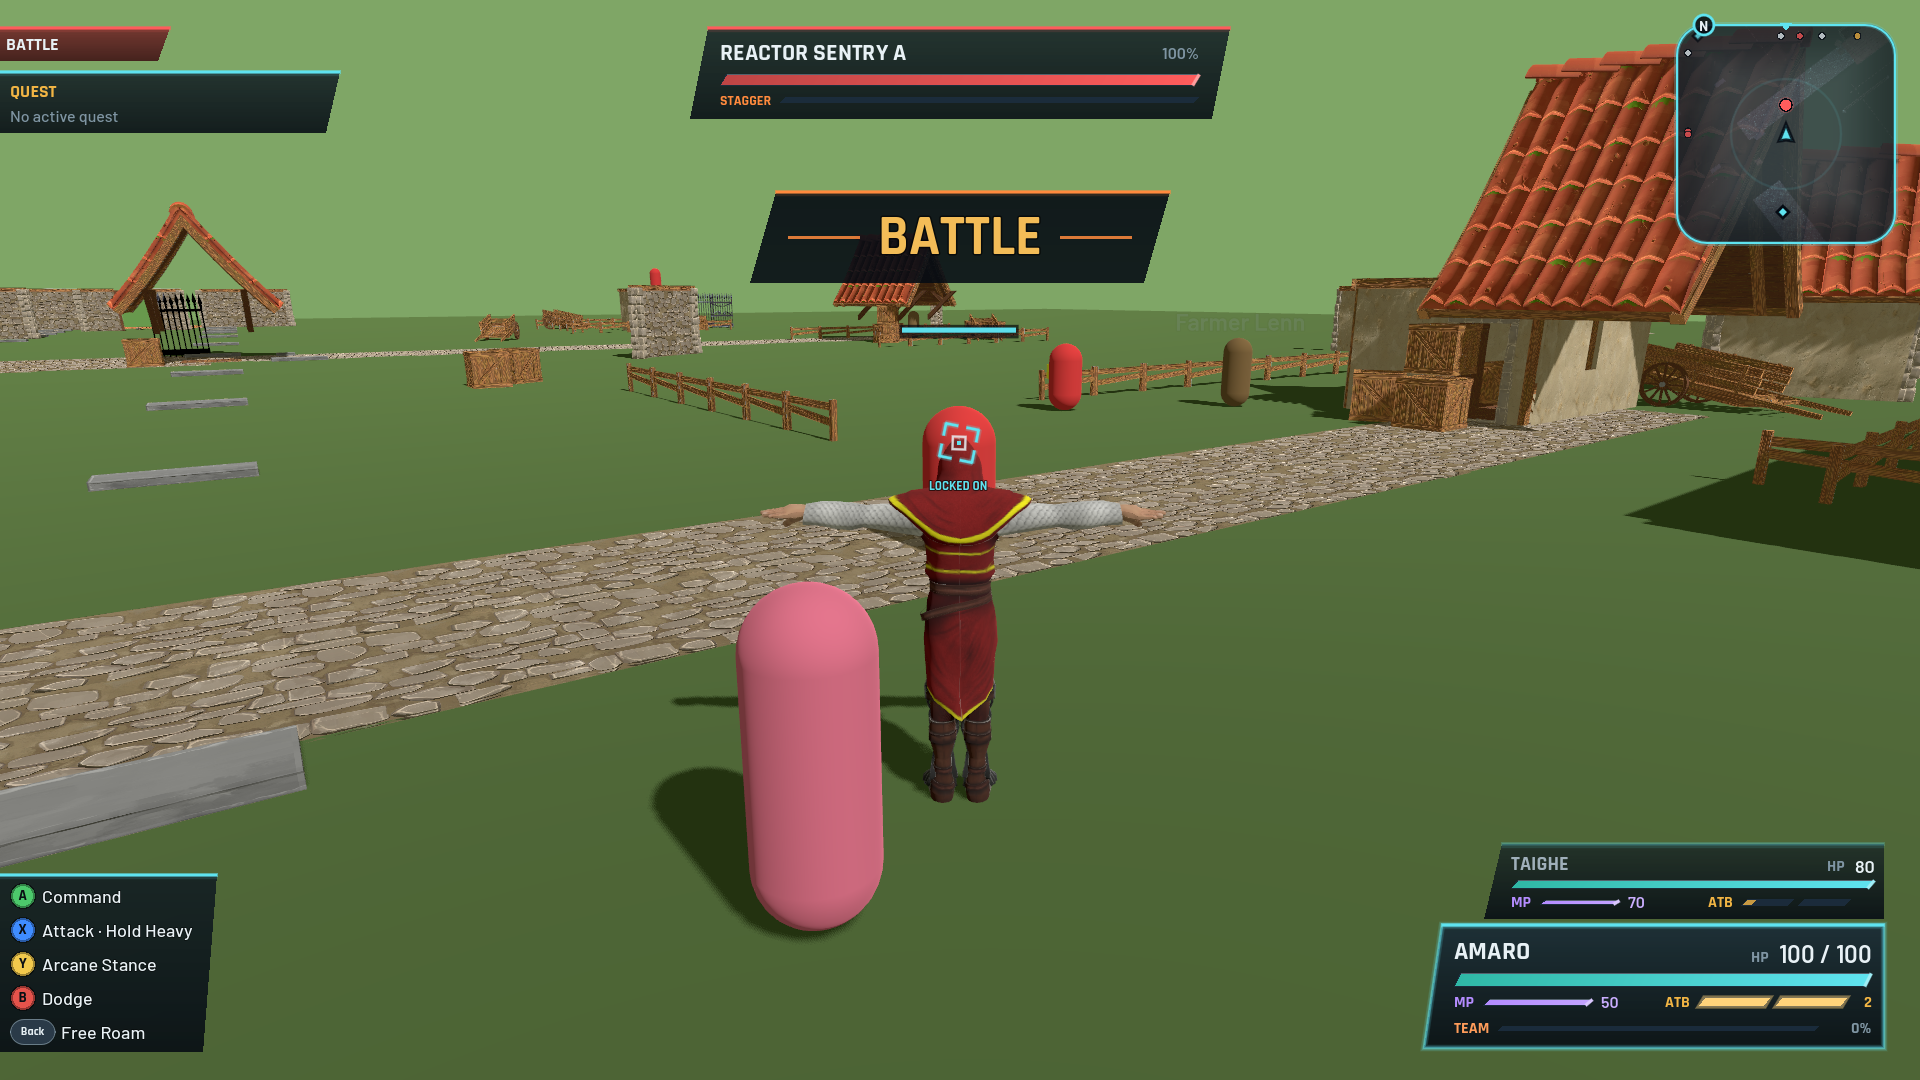 BATTLE
QUEST
No active quest
REACTOR SENTRY A
100%
STAGGER
BATTLE
N
Farmer Lenn
LOCKED ON
A Command
X Attack · Hold Heavy
Y Arcane Stance
B Dodge
Back Free Roam
TAIGHE
HP 80
MP 70
ATB
AMARO
HP 100 / 100
MP 50
ATB 2
TEAM 0%